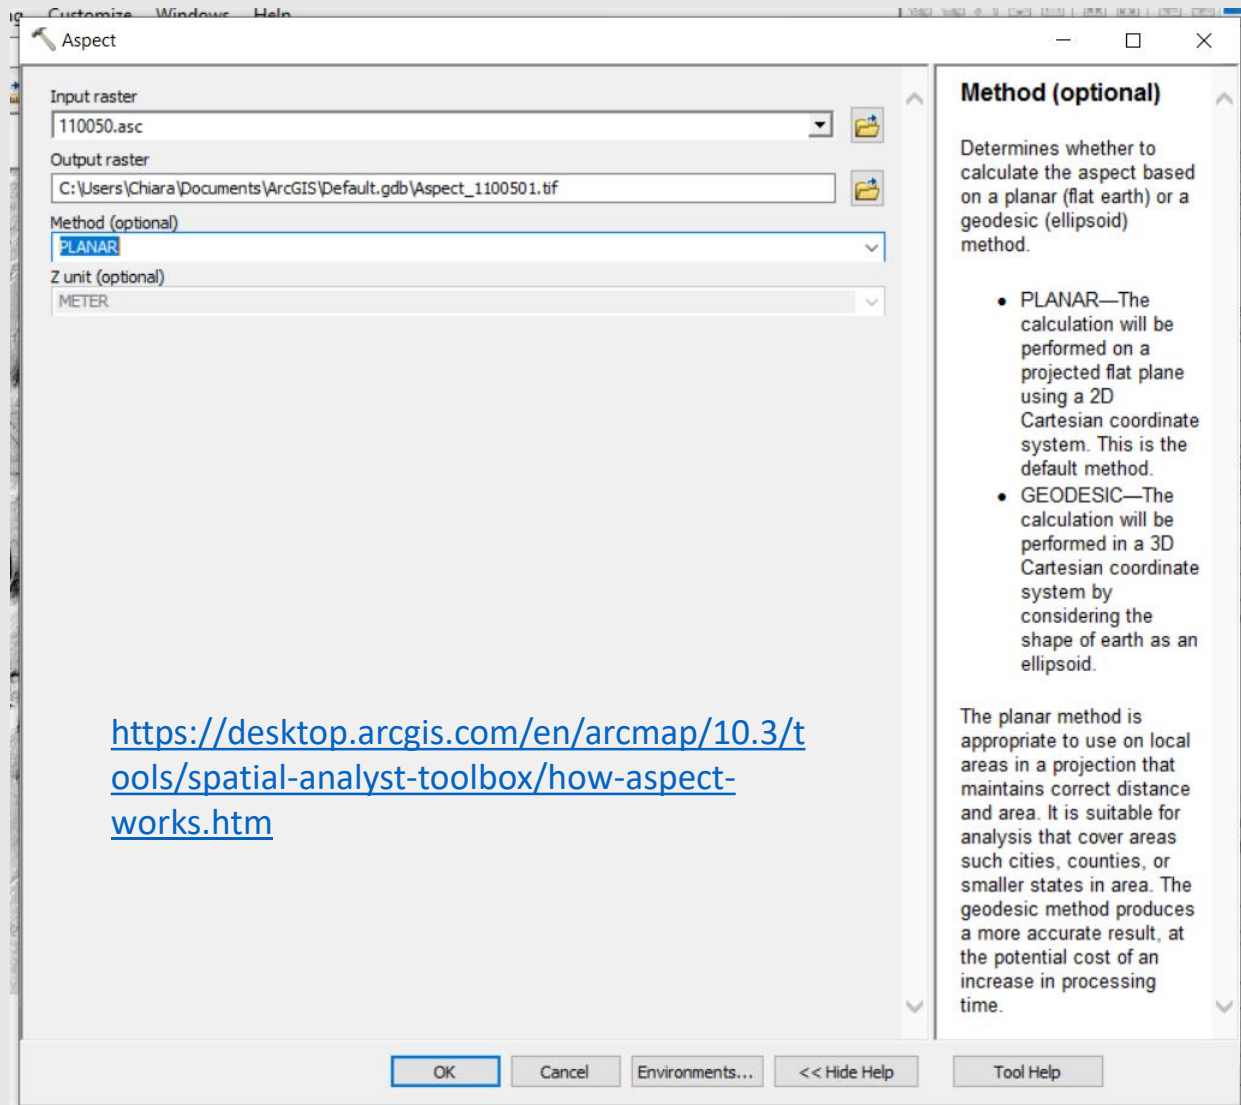 Customize Windows Help
Aspect
Input raster
110050.asc
Output raster
C:\Users\Chiara\Documents\ArcGIS\Default.gdb\Aspect_1100501.tif
Method (optional)
PLANAR
Z unit (optional)
METER
https://desktop.arcgis.com/en/arcmap/10.3/t
ools/spatial-analyst-toolbox/how-aspect-
works.htm
Method (optional)
Determines whether to
calculate the aspect based
on a planar (flat earth) or a
geodesic (ellipsoid)
method.
• PLANAR—The
calculation will be
performed on a
projected flat plane
using a 2D
Cartesian coordinate
system. This is the
default method.
• GEODESIC—The
calculation will be
performed in a 3D
Cartesian coordinate
system by
considering the
shape of earth as an
ellipsoid.
The planar method is
appropriate to use on local
areas in a projection that
maintains correct distance
and area. It is suitable for
analysis that cover areas
such cities, counties, or
smaller states in area. The
geodesic method produces
a more accurate result, at
the potential cost of an
increase in processing
time.
OK Cancel Environments... << Hide Help Tool Help